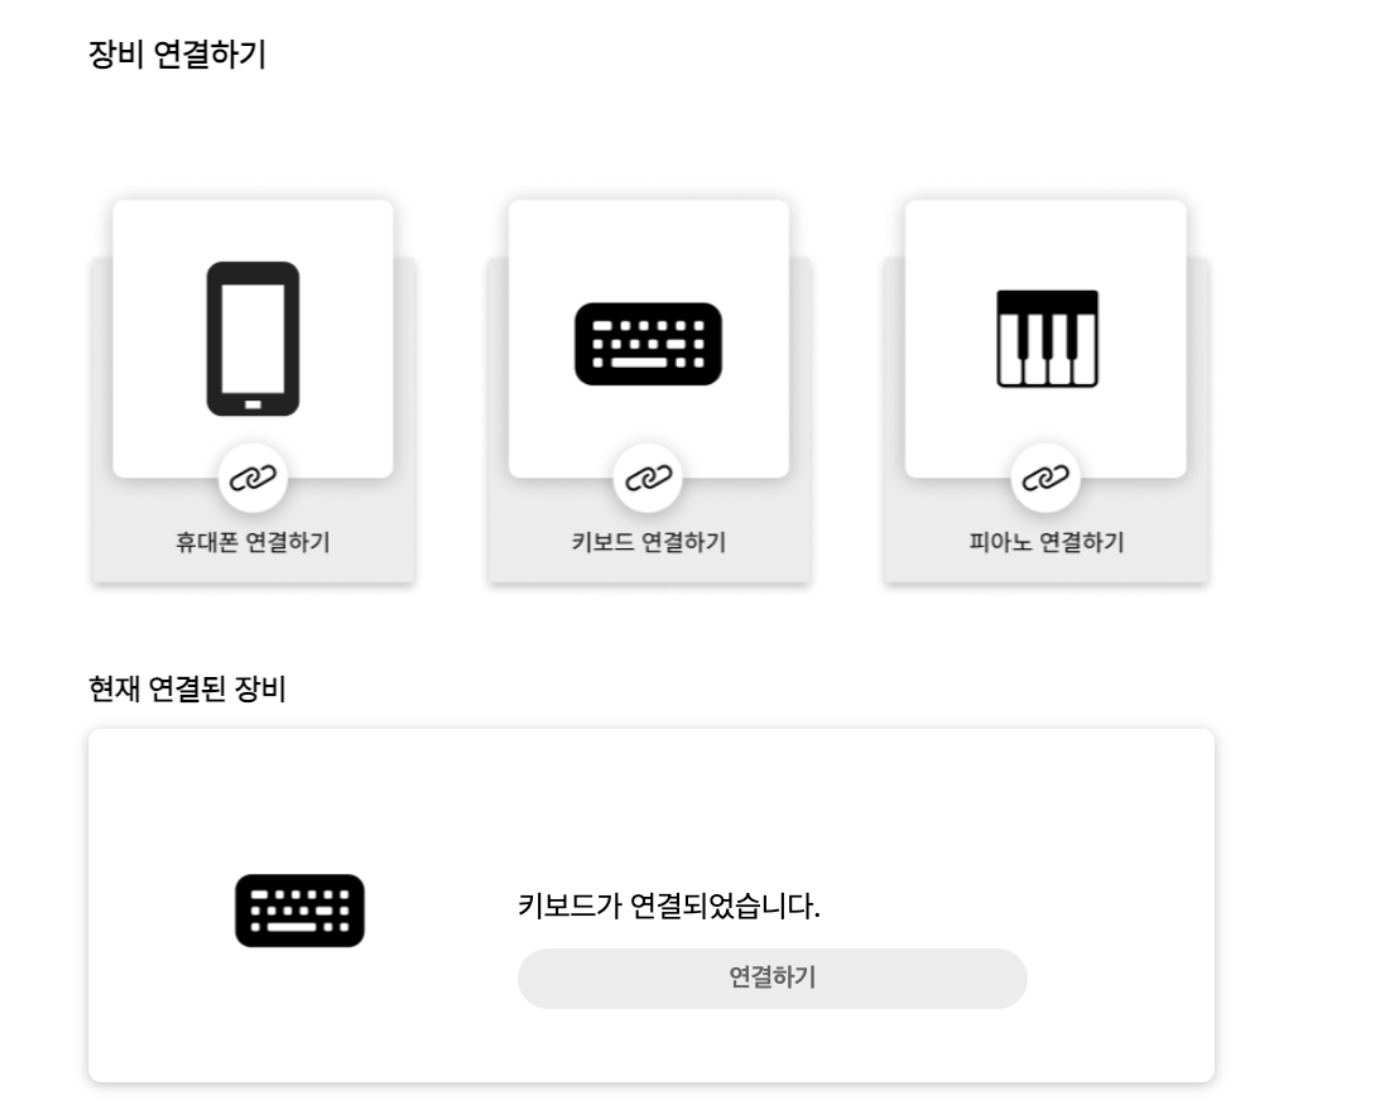 장비 연결하기
휴대폰 연결하기
키보드 연결하기
피아노 연결하기
현재 연결된 장비
키보드가 연결되었습니다.
연결하기